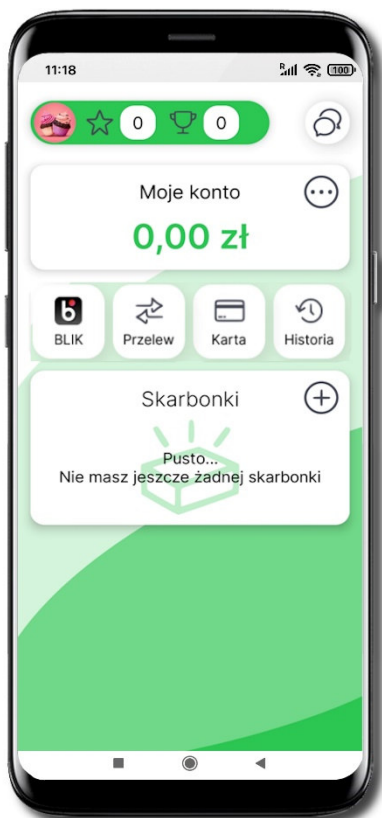 11:18
R
100
0
0
Moje konto
0,00 zł
b
BLIK
Przelew
Karta
Historia
Skarbonki
Pusto...
Nie masz jeszcze żadnej skarbonki